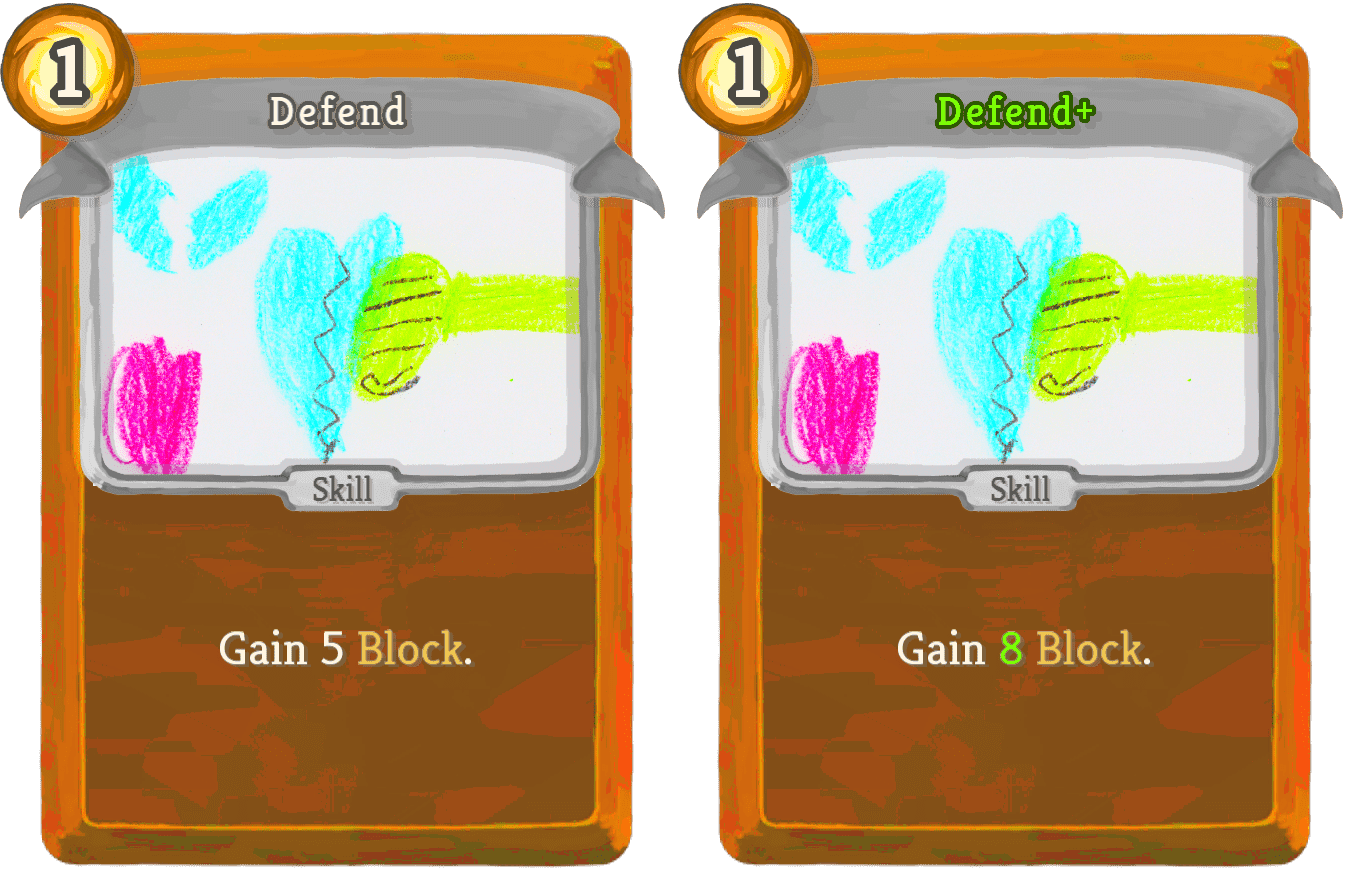 1
Defend
Skill
Gain 5 Block.
1
Defend+
Skill
Gain 8 Block.